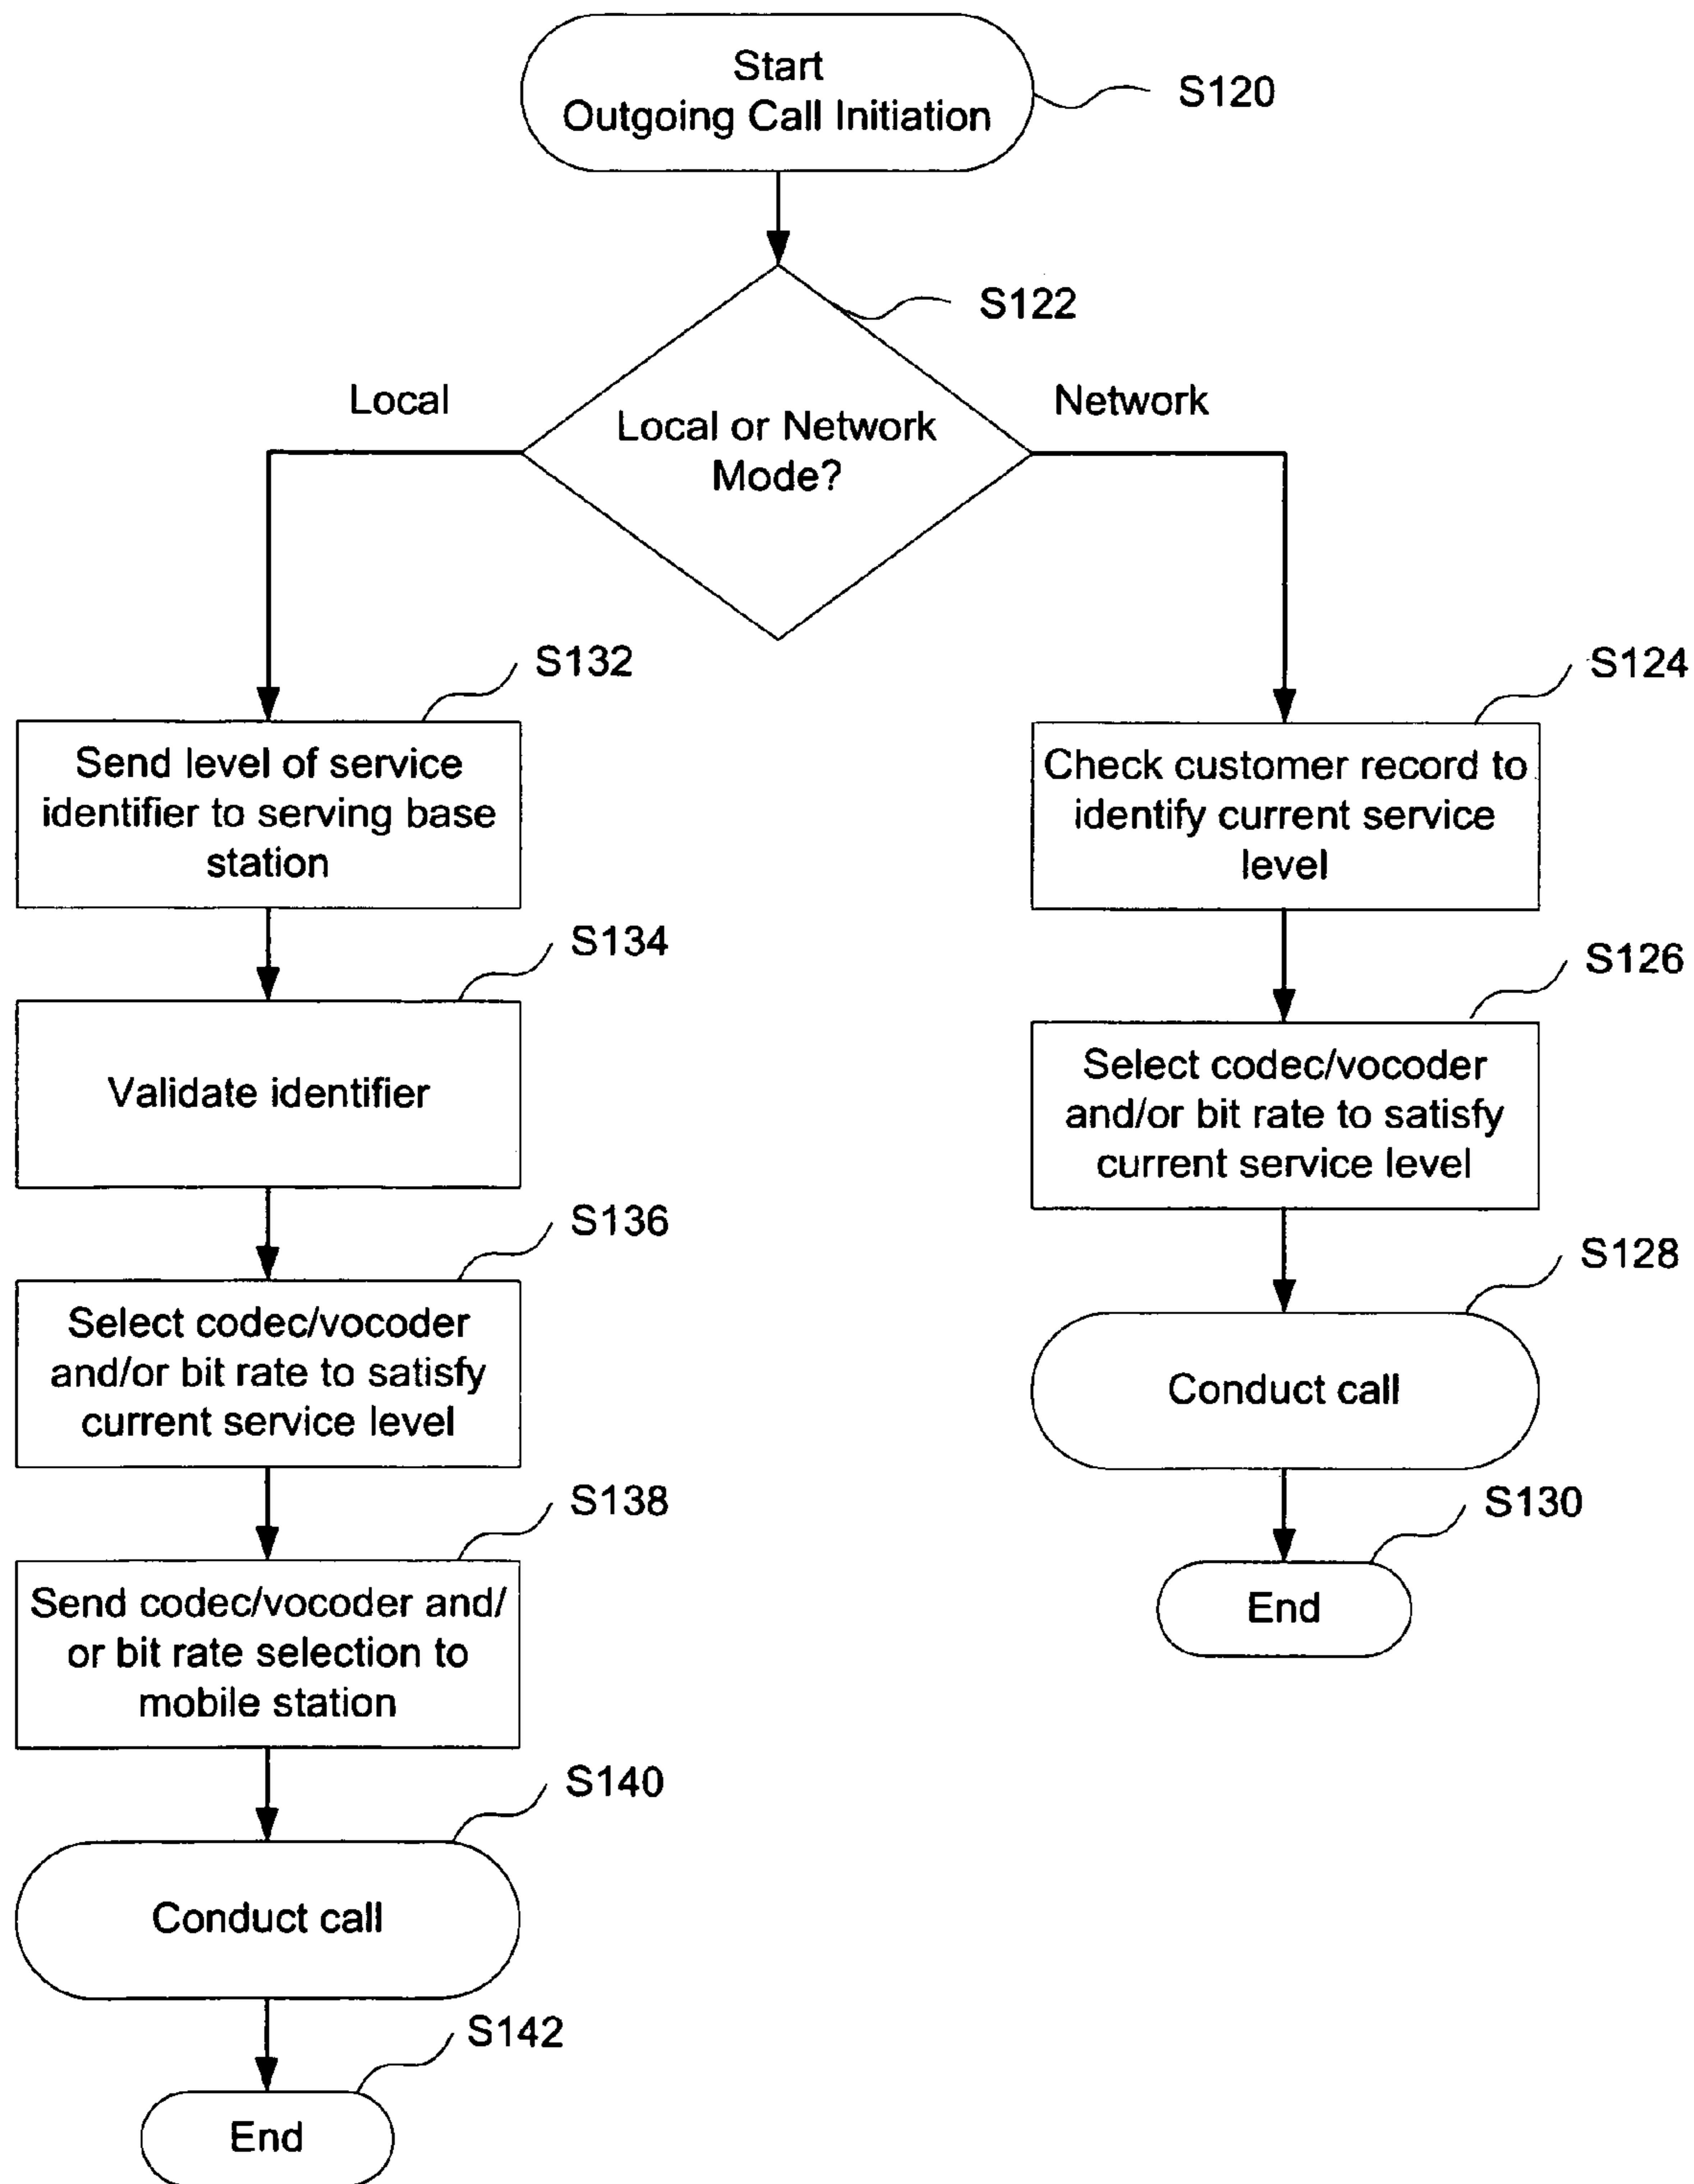 Start
Outgoing Call Initiation
S120
S122
Local
Network
Local or Network
Mode?
S132
Send level of service
identifier to serving base
station
S134
Validate identifier
S136
Select codec/vocoder
and/or bit rate to satisfy
current service level
S138
Send codec/vocoder and/
or bit rate selection to
mobile station
S140
Conduct call
S142
End
S124
Check customer record to
identify current service
level
S126
Select codec/vocoder
and/or bit rate to satisfy
current service level
S128
Conduct call
S130
End